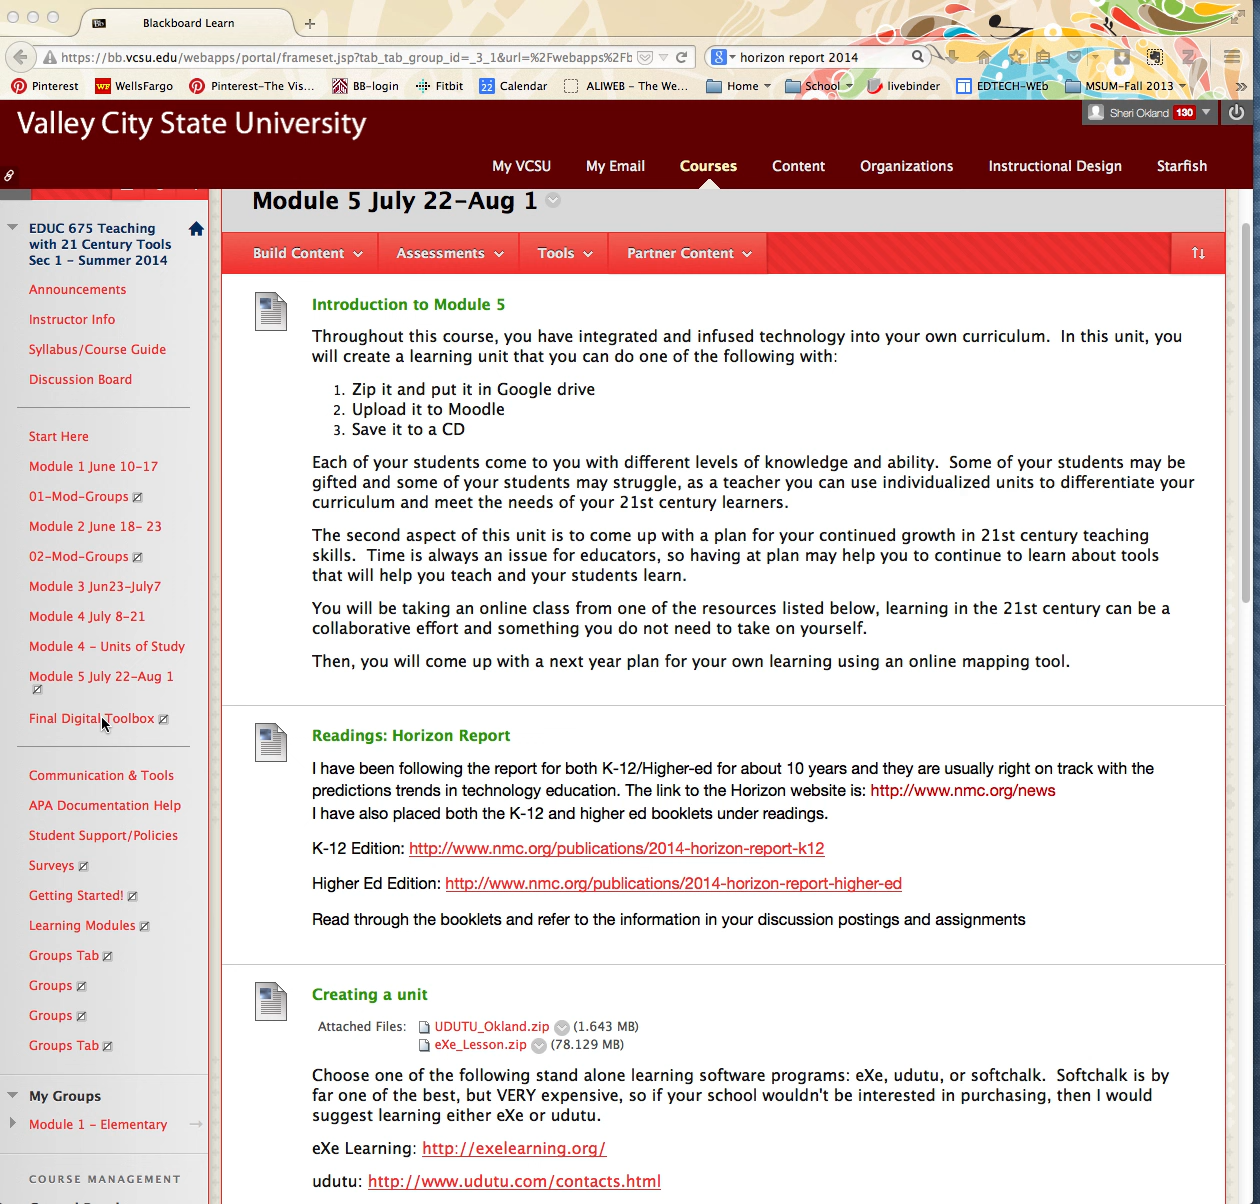 Blackboard Learn
https://bb.vcsu.edu/webapps/portal/frameset.jsp?tab_tab_group_id=_3_1&url=%2Fwebapps%2Fb
horizon report 2014
Pinterest
WellsFargo
Pinterest-The Vis...
BB-login
Fitbit
22 Calendar
ALIWEB - The We...
Home
School
livebinder
EDTECH-WEb
MSUM-Fall 2013
Valley City State University
Sheri Okland 130
My VCSU
My Email
Courses
Content
Organizations
Instructional Design
Starfish
EDUC 675 Teaching
with 21 Century Tools
Sec 1 - Summer 2014
Announcements
Instructor Info
Syllabus/Course Guide
Discussion Board
Start Here
Module 1 June 10-17
01-Mod-Groups
Module 2 June 18- 23
02-Mod-Groups
Module 3 Jun23-July7
Module 4 July 8-21
Module 4 - Units of Study
Module 5 July 22-Aug 1
Final Digital Toolbox
Communication & Tools
APA Documentation Help
Student Support/Policies
Surveys
Getting Started!
Learning Modules
Groups Tab
Groups
Groups
Groups Tab
My Groups
Module 1 - Elementary
COURSE MANAGEMENT
Module 5 July 22-Aug 1
Build Content
Assessments
Tools
Partner Content
Introduction to Module 5
Throughout this course, you have integrated and infused technology into your own curriculum.  In this unit, you
will create a learning unit that you can do one of the following with:
1. Zip it and put it in Google drive
2. Upload it to Moodle
3. Save it to a CD
Each of your students come to you with different levels of knowledge and ability.  Some of your students may be
gifted and some of your students may struggle, as a teacher you can use individualized units to differentiate your
curriculum and meet the needs of your 21st century learners.
The second aspect of this unit is to come up with a plan for your continued growth in 21st century teaching
skills.  Time is always an issue for educators, so having at plan may help you to continue to learn about tools
that will help you teach and your students learn.
You will be taking an online class from one of the resources listed below, learning in the 21st century can be a
collaborative effort and something you do not need to take on yourself.
Then, you will come up with a next year plan for your own learning using an online mapping tool.
Readings: Horizon Report
I have been following the report for both K-12/Higher-ed for about 10 years and they are usually right on track with the
predictions trends in technology education. The link to the Horizon website is: http://www.nmc.org/news
I have also placed both the K-12 and higher ed booklets under readings.
K-12 Edition: http://www.nmc.org/publications/2014-horizon-report-k12
Higher Ed Edition: http://www.nmc.org/publications/2014-horizon-report-higher-ed
Read through the booklets and refer to the information in your discussion postings and assignments
Creating a unit
Attached Files: UDUTU_Okland.zip (1.643 MB)
eXe_Lesson.zip (78.129 MB)
Choose one of the following stand alone learning software programs: eXe, udutu, or softchalk.  Softchalk is by
far one of the best, but VERY expensive, so if your school wouldn't be interested in purchasing, then I would
suggest learning either eXe or udutu.
eXe Learning: http://exelearning.org/
udutu: http://www.udutu.com/contacts.html